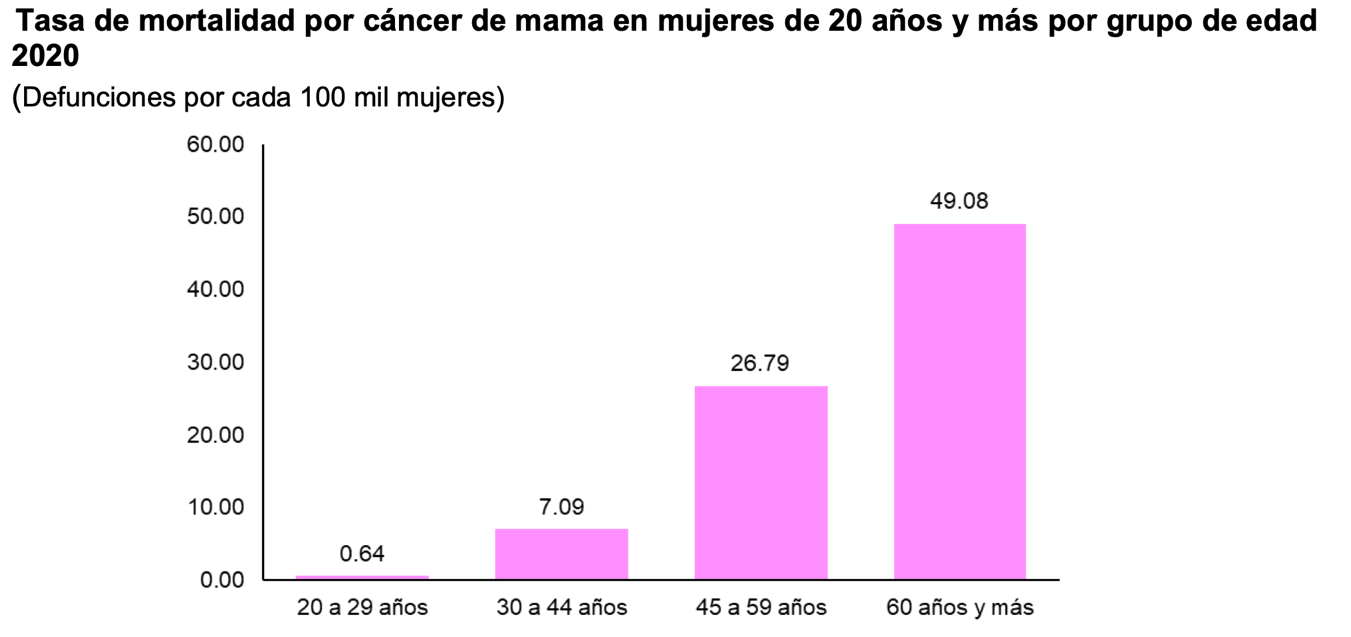 Tasa de mortalidad por cáncer de mama en mujeres de 20 años y más por grupo de edad
2020
(Defunciones por cada 100 mil mujeres)
60.00
50.00
40.00
30.00
20.00
10.00
0.00
0.64
7.09
26.79
49.08
20 a 29 años
30 a 44 años
45 a 59 años
60 años y más